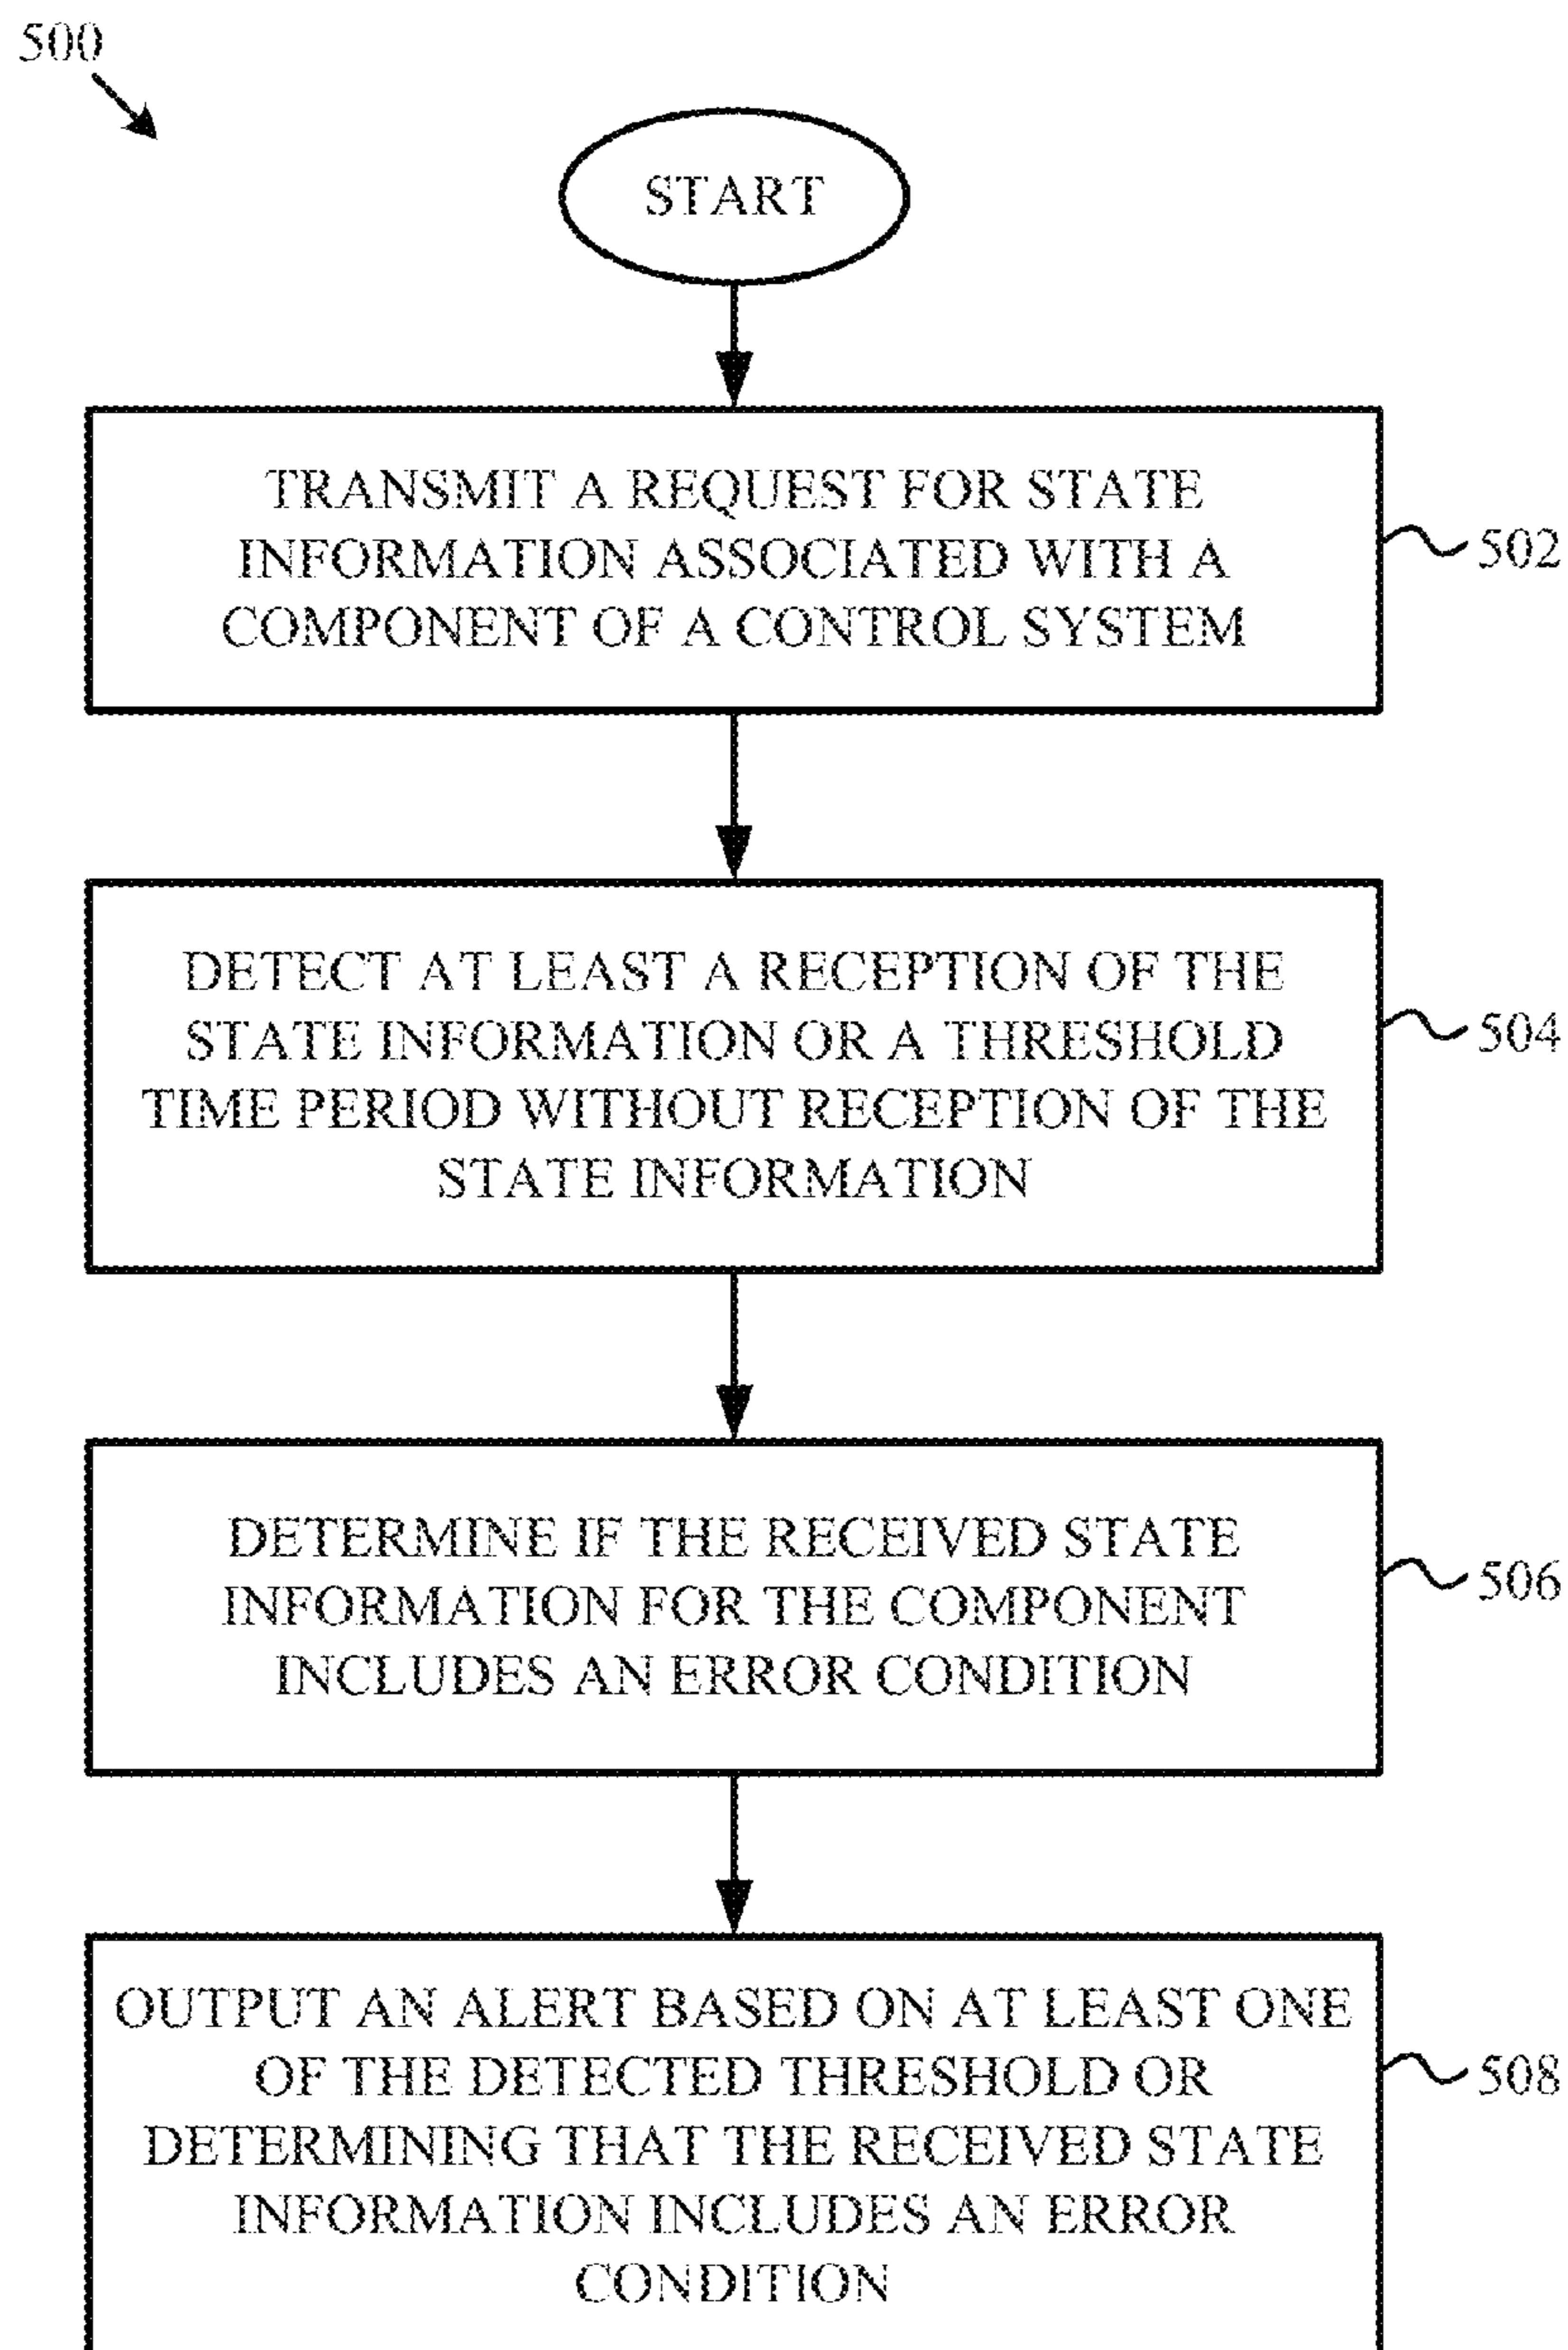 500
START
TRANSMIT A REQUEST FOR STATE
INFORMATION ASSOCIATED WITH A
COMPONENT OF A CONTROL SYSTEM
502
DETECT AT LEAST A RECEPTION OF THE
STATE INFORMATION OR A THRESHOLD
TIME PERIOD WITHOUT RECEPTION OF THE
STATE INFORMATION
504
DETERMINE IF THE RECEIVED STATE
INFORMATION FOR THE COMPONENT
INCLUDES AN ERROR CONDITION
506
OUTPUT AN ALERT BASED ON AT LEAST ONE
OF THE DETECTED THRESHOLD OR
DETERMINING THAT THE RECEIVED STATE
INFORMATION INCLUDES AN ERROR
CONDITION
508